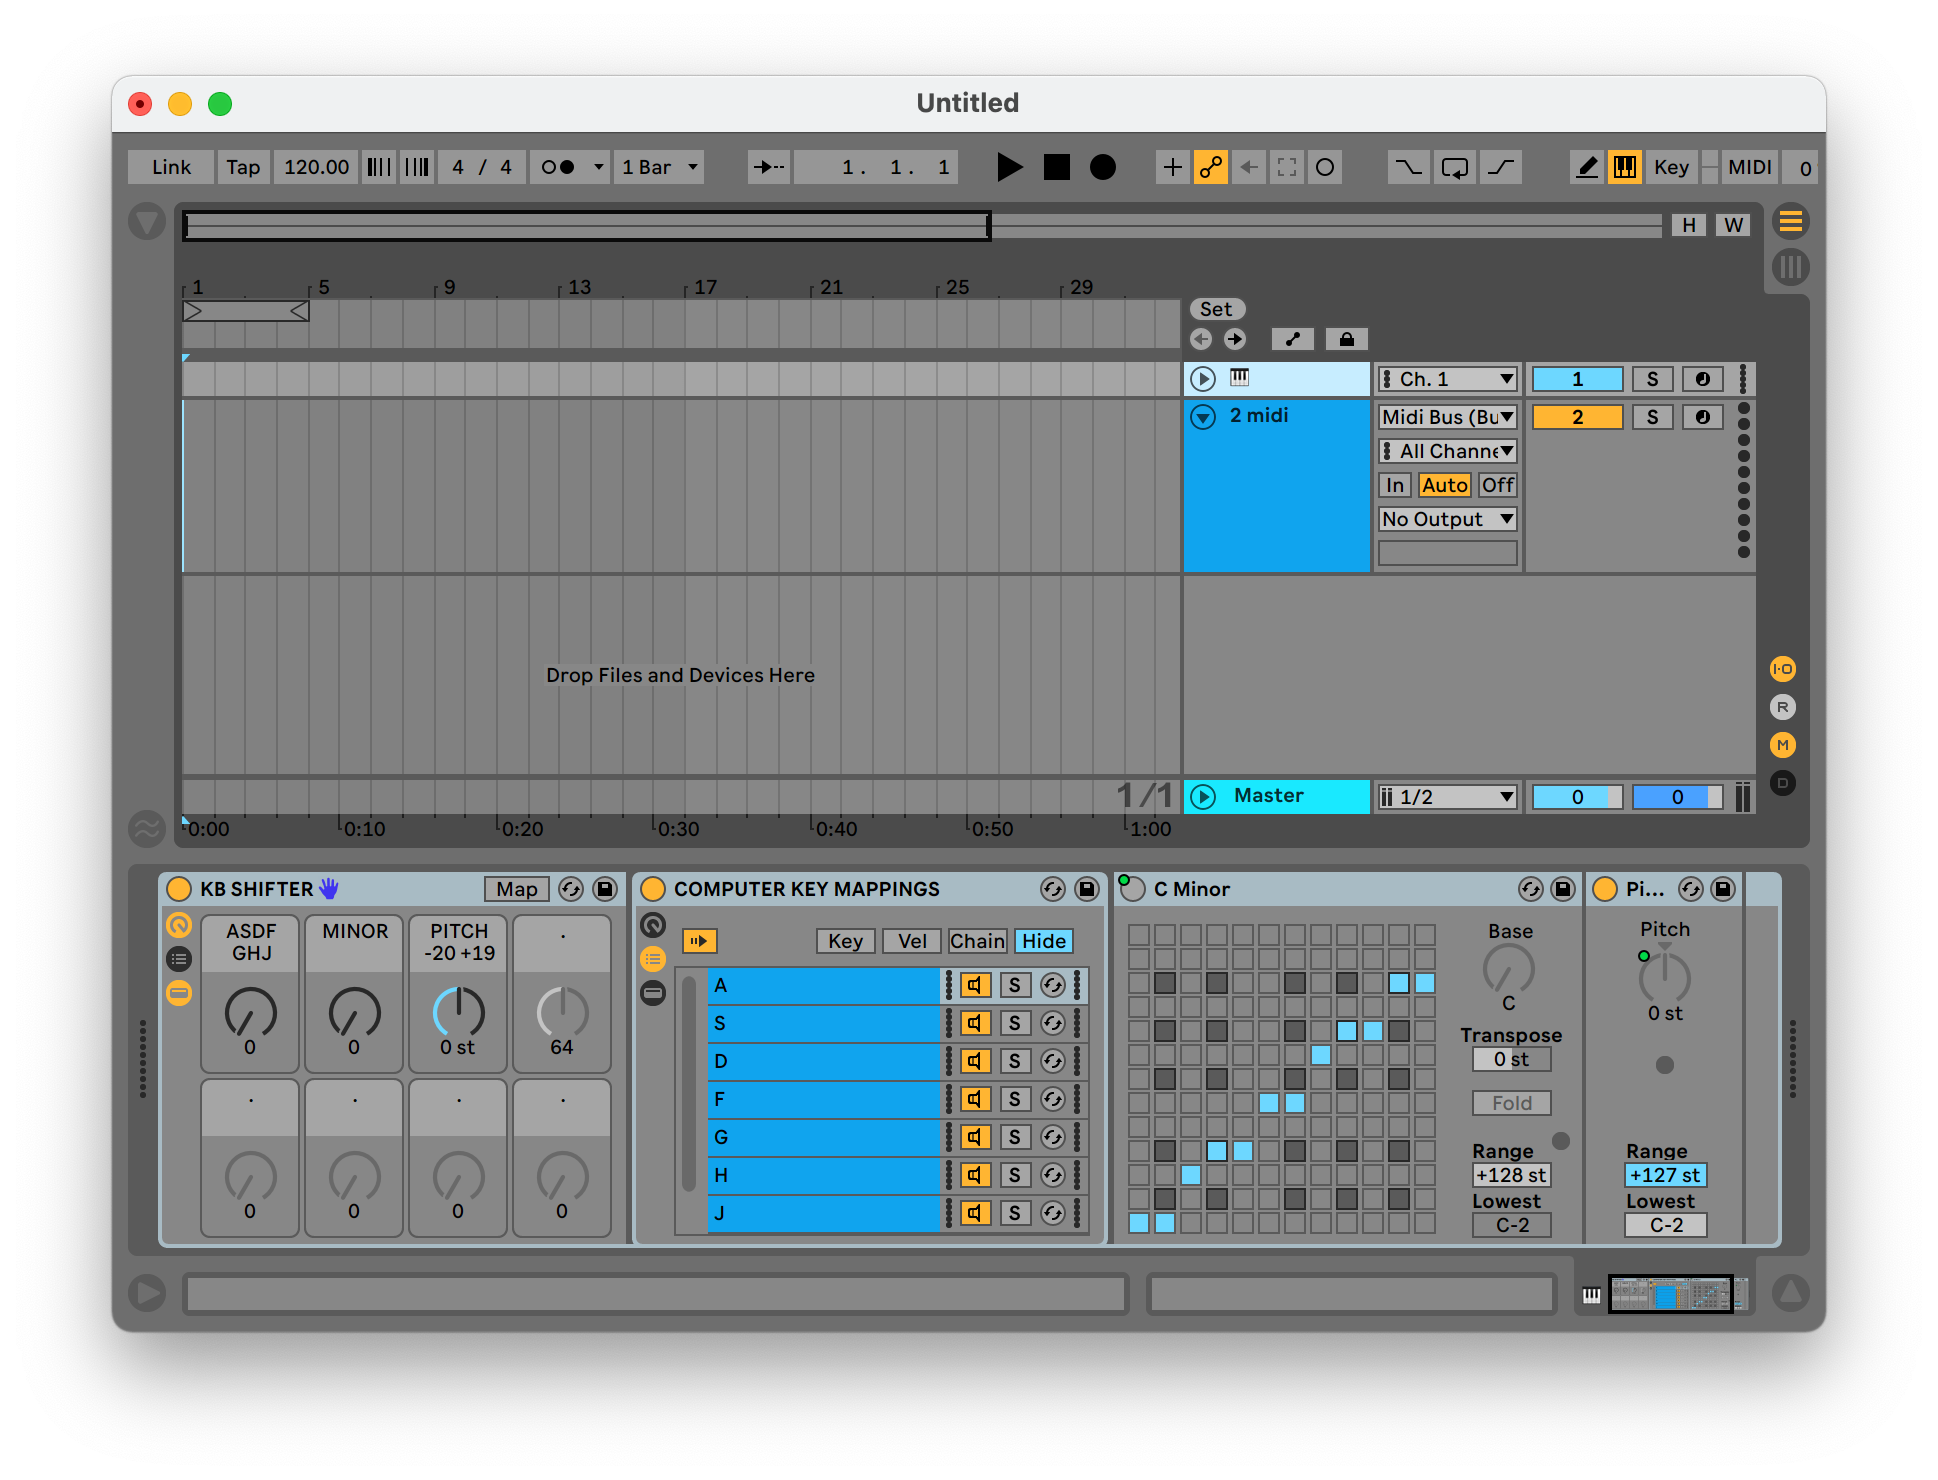 Untitled
Link Tap 120.00 4 / 4 1 Bar 1. 1. 1 Key MIDI 0
H W
1 5 9 13 17 21 25 29
Set
Ch. 1 1 S
2 midi Midi Bus (Bu 2 S
All Channe
In Auto Off
No Output
Drop Files and Devices Here
I·O
R
M
D
1/1 Master 1/2 0 0
0:00 0:10 0:20 0:30 0:40 0:50 1:00
KB SHIFTER Map COMPUTER KEY MAPPINGS C Minor Pi...
ASDF GHJ MINOR PITCH -20 +19 .
0 0 0 st 64
. . . .
0 0 0 0
Key Vel Chain Hide
A S
S S
D S
F S
G S
H S
J S
Base
C
Transpose
0 st
Fold
Range
+128 st
Lowest
C-2
Pitch
0 st
Range
+127 st
Lowest
C-2